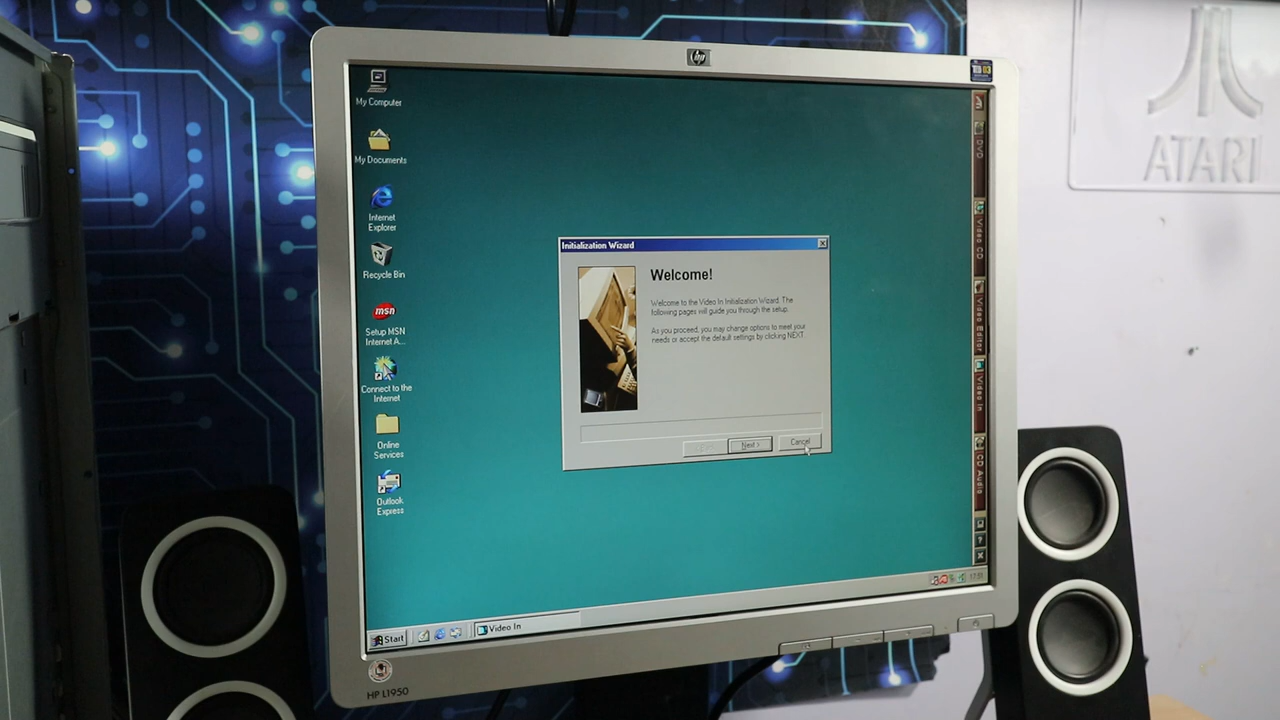 hp
My Computer
My Documents
Internet
Explorer
Recycle Bin
msn
Setup MSN
Internet A...
Connect to the
Internet
Online
Services
Outlook
Express
Initialization Wizard
Welcome!
Welcome to the Video In Initialization Wizard. The
following pages will guide you through the setup.
As you proceed, you may change options to meet your
needs or accept the default settings by clicking NEXT
Next >
Cancel
DVD
Video CD
Video Editor
Video In
CD Audio
Start
Video In
HP L1950
ATARI